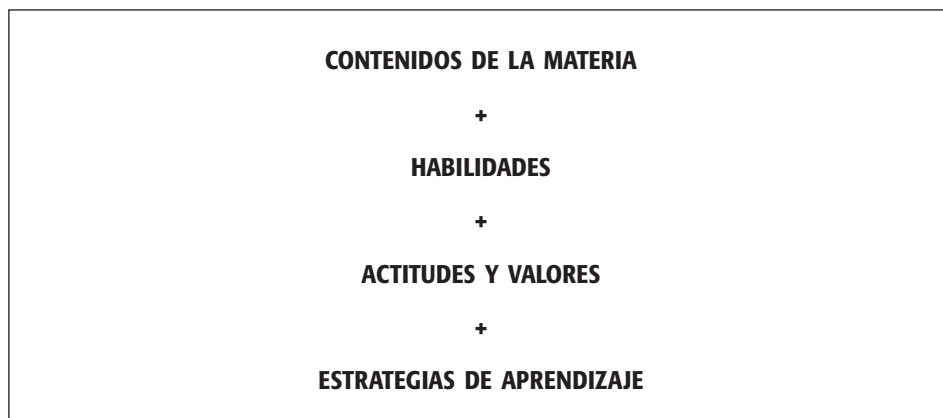 CONTENIDOS DE LA MATERIA
+
HABILIDADES
+
ACTITUDES Y VALORES
+
ESTRATEGIAS DE APRENDIZAJE